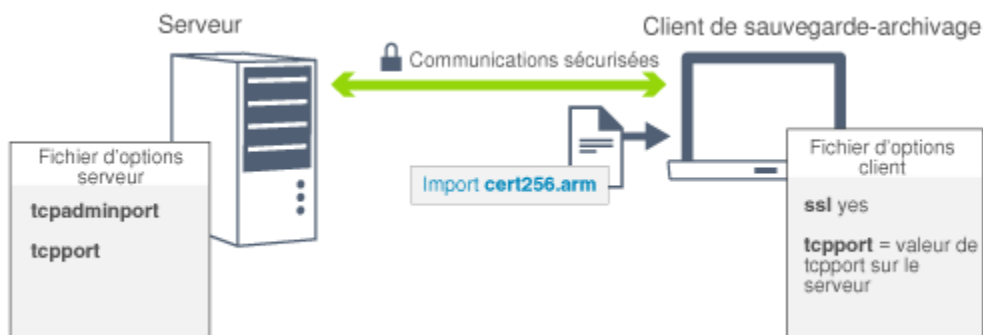 Serveur
Client de sauvegarde-archivage
Communications sécurisées
Fichier d'options
serveur
tcpadminport
tcpport
Import cert256.arm
Fichier d'options
client
ssl yes
tcpport = valeur de
tcpport sur le
serveur